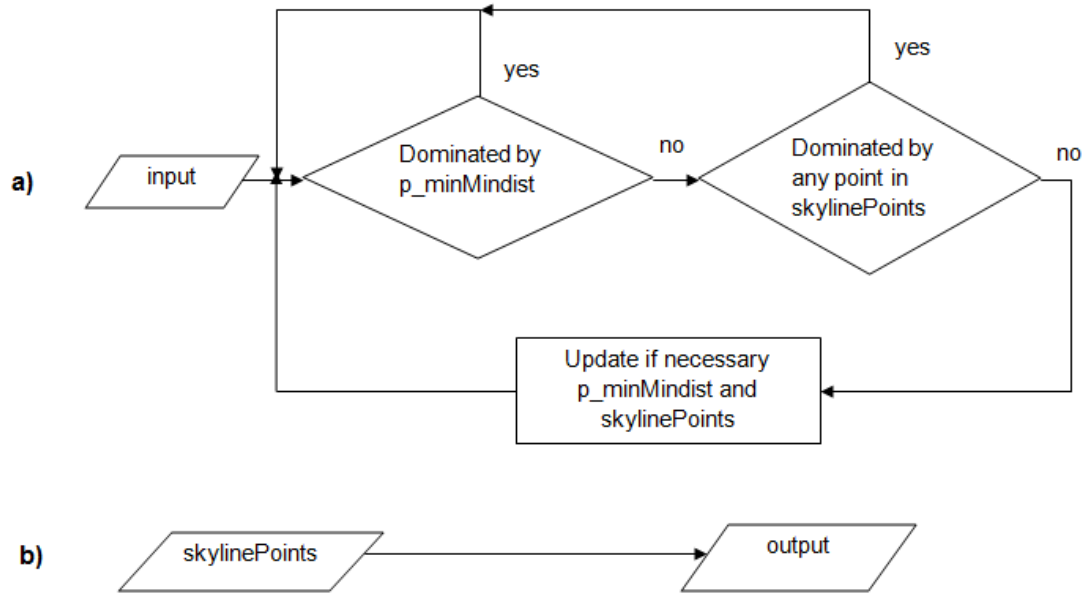 yes
yes
a)
input
Dominated by
p_minMindist
no
Dominated by
any point in
skylinePoints
no
Update if necessary
p_minMindist and
skylinePoints
b)
skylinePoints
output